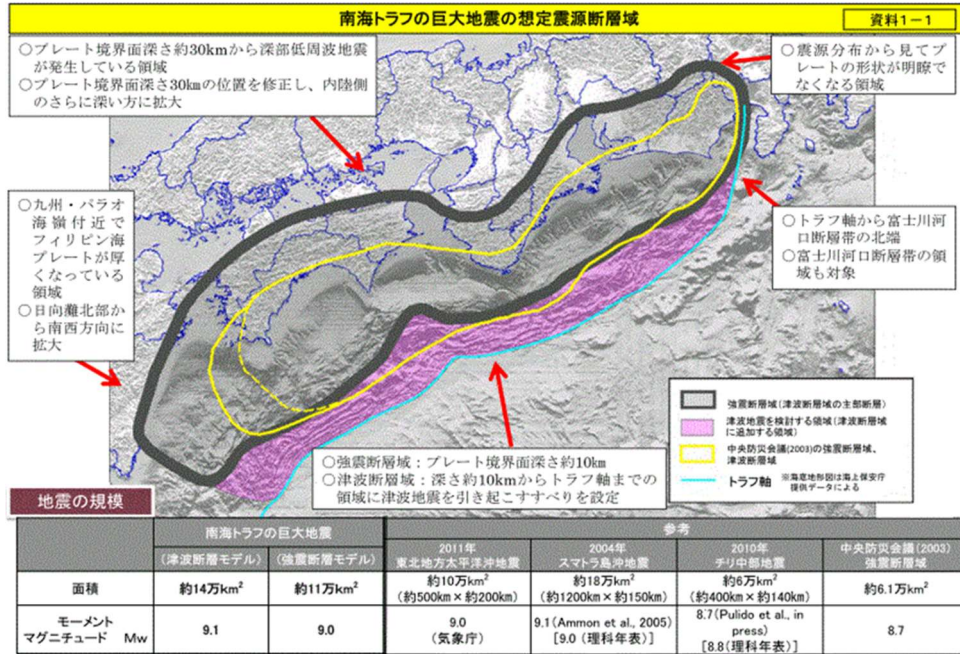 南海トラフの巨大地震の想定震源断層域
資料1－1
○プレート境界面深さ約30kmから深部低周波地震
が発生している領域
○プレート境界面深さ30kmの位置を修正し、内陸側
のさらに深い方に拡大
○震源分布から見てプ
レートの形状が明瞭で
なくなる領域
○九州・パラオ
海嶺付近で
フィリピン海
プレートが厚
くなっている
領域
○日向灘北部か
ら南西方向に
拡大
○トラフ軸から富士川河
口断層帯の北端
○富士川河口断層帯の領
域も対象
○強震断層域：プレート境界面深さ約10km
○津波断層域：深さ約10kmからトラフ軸までの
領域に津波地震を引き起こすすべりを設定
強震断層域（津波断層域の主部断層）
津波地震を検討する領域（津波断層域
に追加する領域）
中央防災会議（2003）の強震断層域、
津波断層域
トラフ軸 ※海底地形図は海上保安庁
提供データによる
地震の規模
南海トラフの巨大地震
参考
（津波断層モデル）
（強震断層モデル）
2011年
東北地方太平洋沖地震
2004年
スマトラ島沖地震
2010年
チリ中部地震
中央防災会議（2003）
強震断層域
面積
約14万km²
約11万km²
約10万km²
（約500km×約200km）
約18万km²
（約1200km×約150km）
約6万km²
（約400km×約140km）
約6.1万km²
モーメント
マグニチュード Mw
9.1
9.0
9.0
（気象庁）
9.1（Ammon et al., 2005）
［9.0（理科年表）］
8.7（Pulido et al., in
press）
［8.8（理科年表）］
8.7